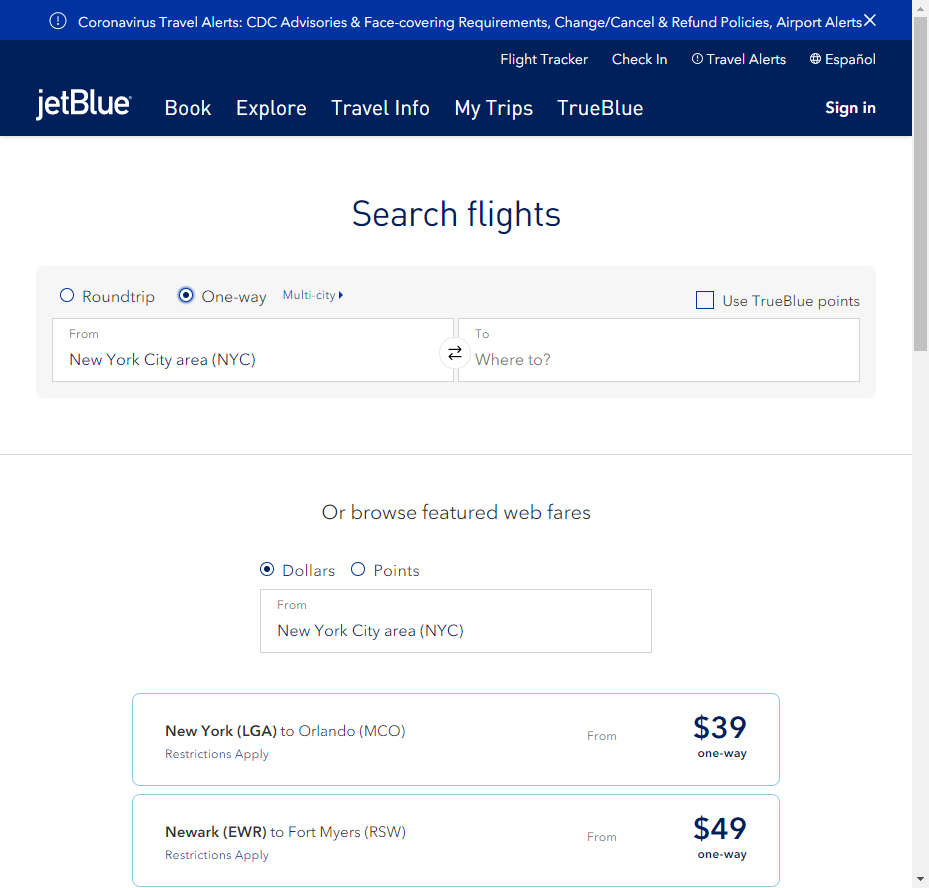 Coronavirus Travel Alerts: CDC Advisories & Face-covering Requirements, Change/Cancel & Refund Policies, Airport Alerts
Flight Tracker Check In Travel Alerts Español
jetBlue Book Explore Travel Info My Trips TrueBlue Sign in
Search flights
Roundtrip One-way Multi-city Use TrueBlue points
From To
New York City area (NYC) Where to?
Or browse featured web fares
Dollars Points
From
New York City area (NYC)
New York (LGA) to Orlando (MCO) From $39
Restrictions Apply one-way
Newark (EWR) to Fort Myers (RSW) From $49
Restrictions Apply one-way